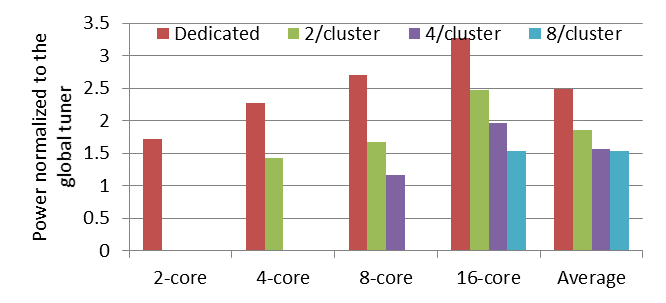 Power normalized to the
global tuner
3.5
3
2.5
2
1.5
1
0.5
0
Dedicated 2/cluster 4/cluster 8/cluster
2-core 4-core 8-core 16-core Average